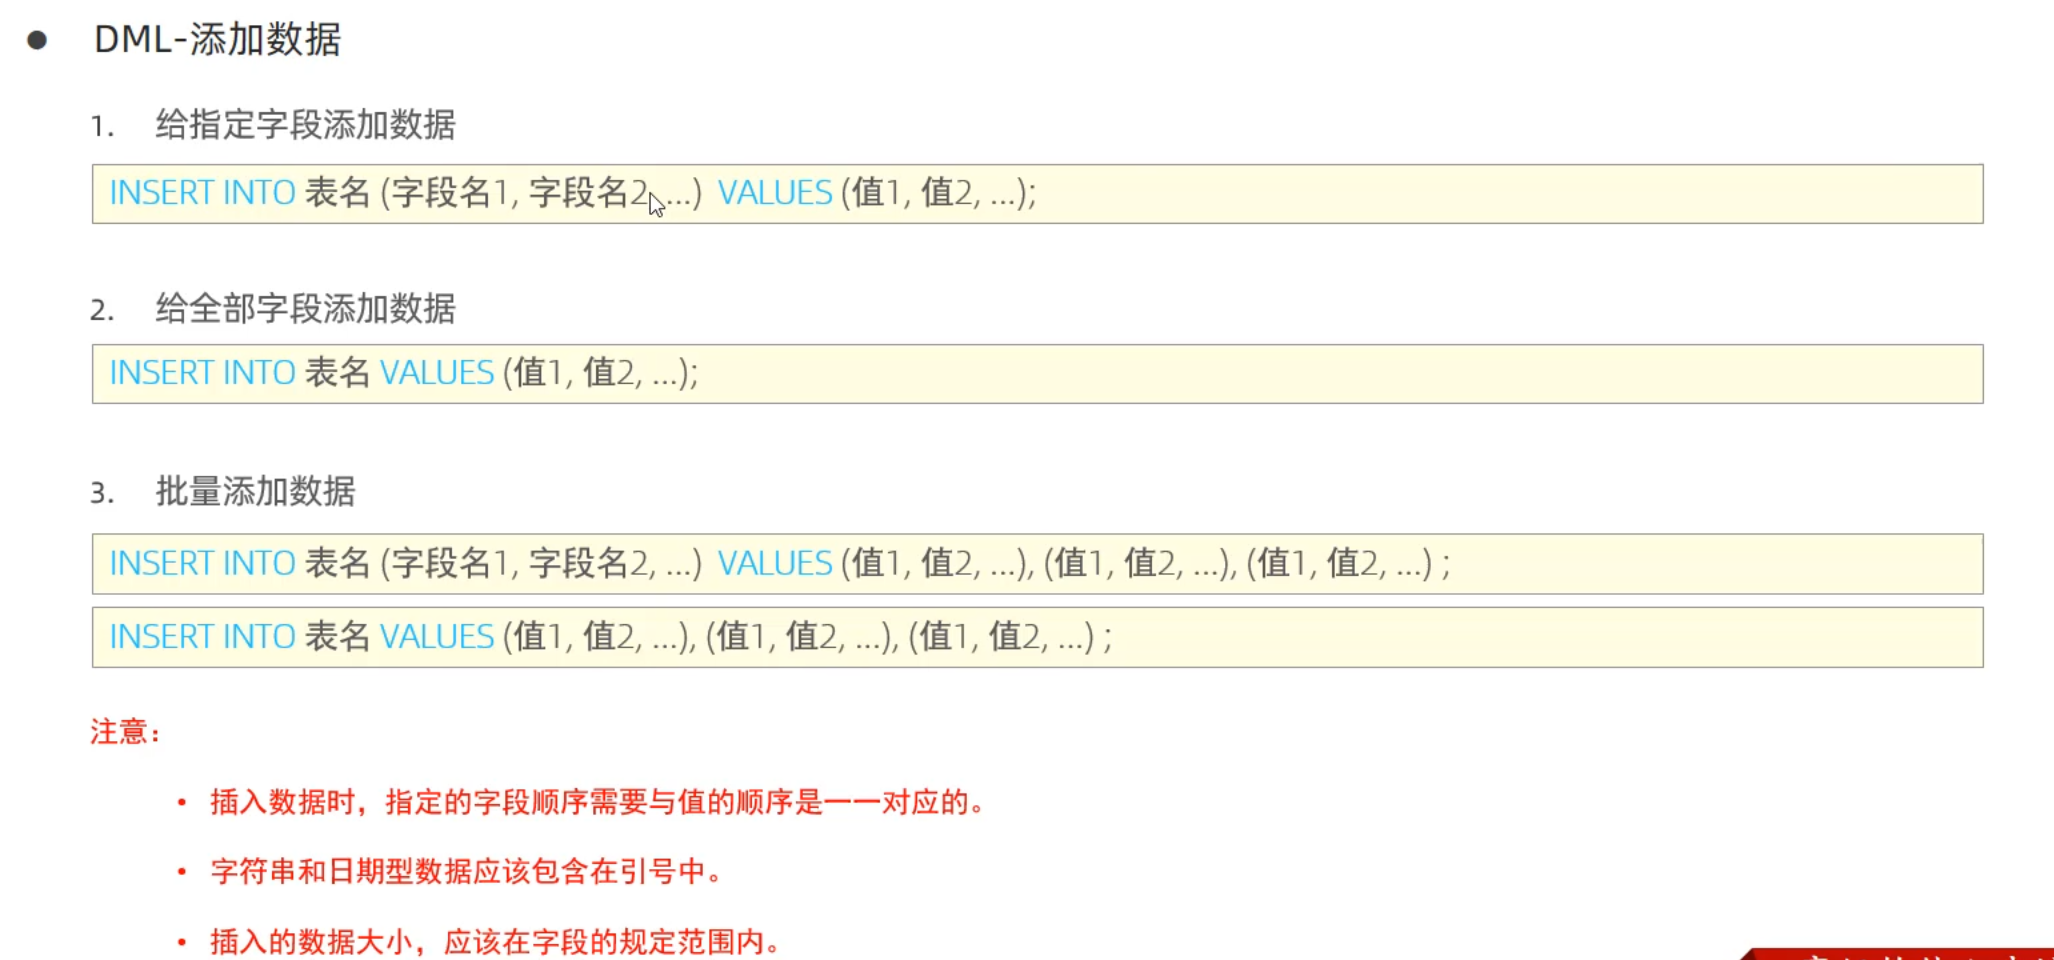 DML-添加数据
1. 给指定字段添加数据
INSERT INTO 表名 (字段名1, 字段名2, ...) VALUES (值1, 值2, ...);
2. 给全部字段添加数据
INSERT INTO 表名 VALUES (值1, 值2, ...);
3. 批量添加数据
INSERT INTO 表名 (字段名1, 字段名2, ...) VALUES (值1, 值2, ...), (值1, 值2, ...), (值1, 值2, ...) ;
INSERT INTO 表名 VALUES (值1, 值2, ...), (值1, 值2, ...), (值1, 值2, ...) ;
注意：
• 插入数据时，指定的字段顺序需要与值的顺序是一一对应的。
• 字符串和日期型数据应该包含在引号中。
• 插入的数据大小，应该在字段的规定范围内。